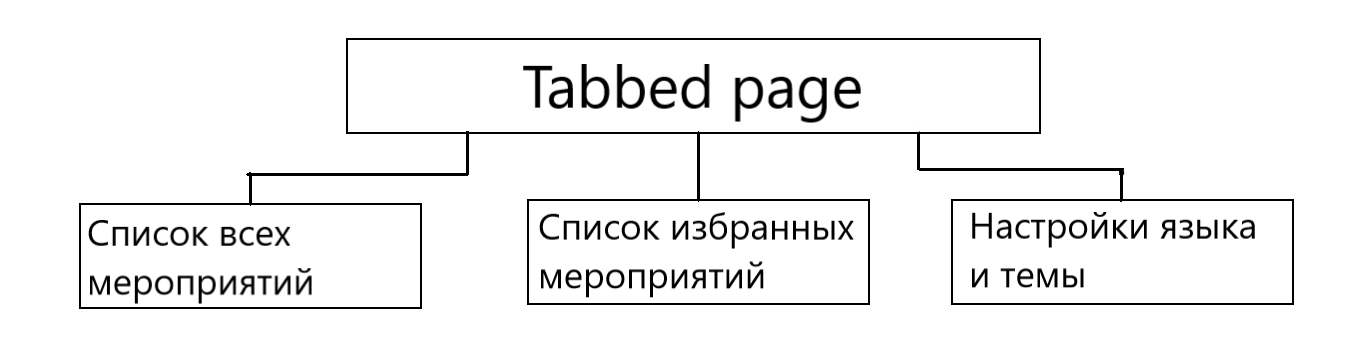 Tabbed page
Список всех
мероприятий
Список избранных
мероприятий
Настройки языка
и темы